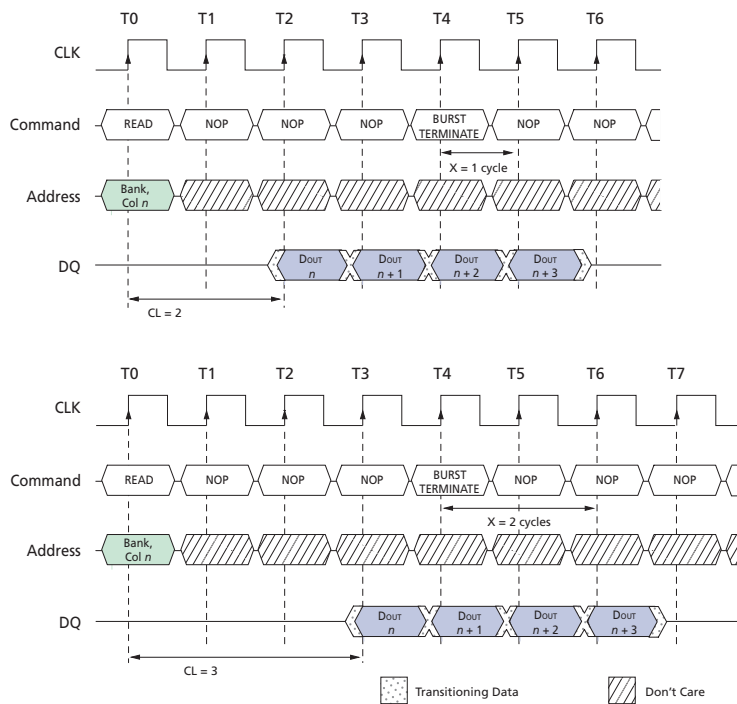 T0 T1 T2 T3 T4 T5 T6
CLK
Command READ NOP NOP NOP BURST TERMINATE NOP NOP
X = 1 cycle
Address Bank, Col n
DQ DOUT n DOUT n + 1 DOUT n + 2 DOUT n + 3
CL = 2
T0 T1 T2 T3 T4 T5 T6 T7
CLK
Command READ NOP NOP NOP BURST TERMINATE NOP NOP NOP
X = 2 cycles
Address Bank, Col n
DQ DOUT n DOUT n + 1 DOUT n + 2 DOUT n + 3
CL = 3
Transitioning Data Don't Care